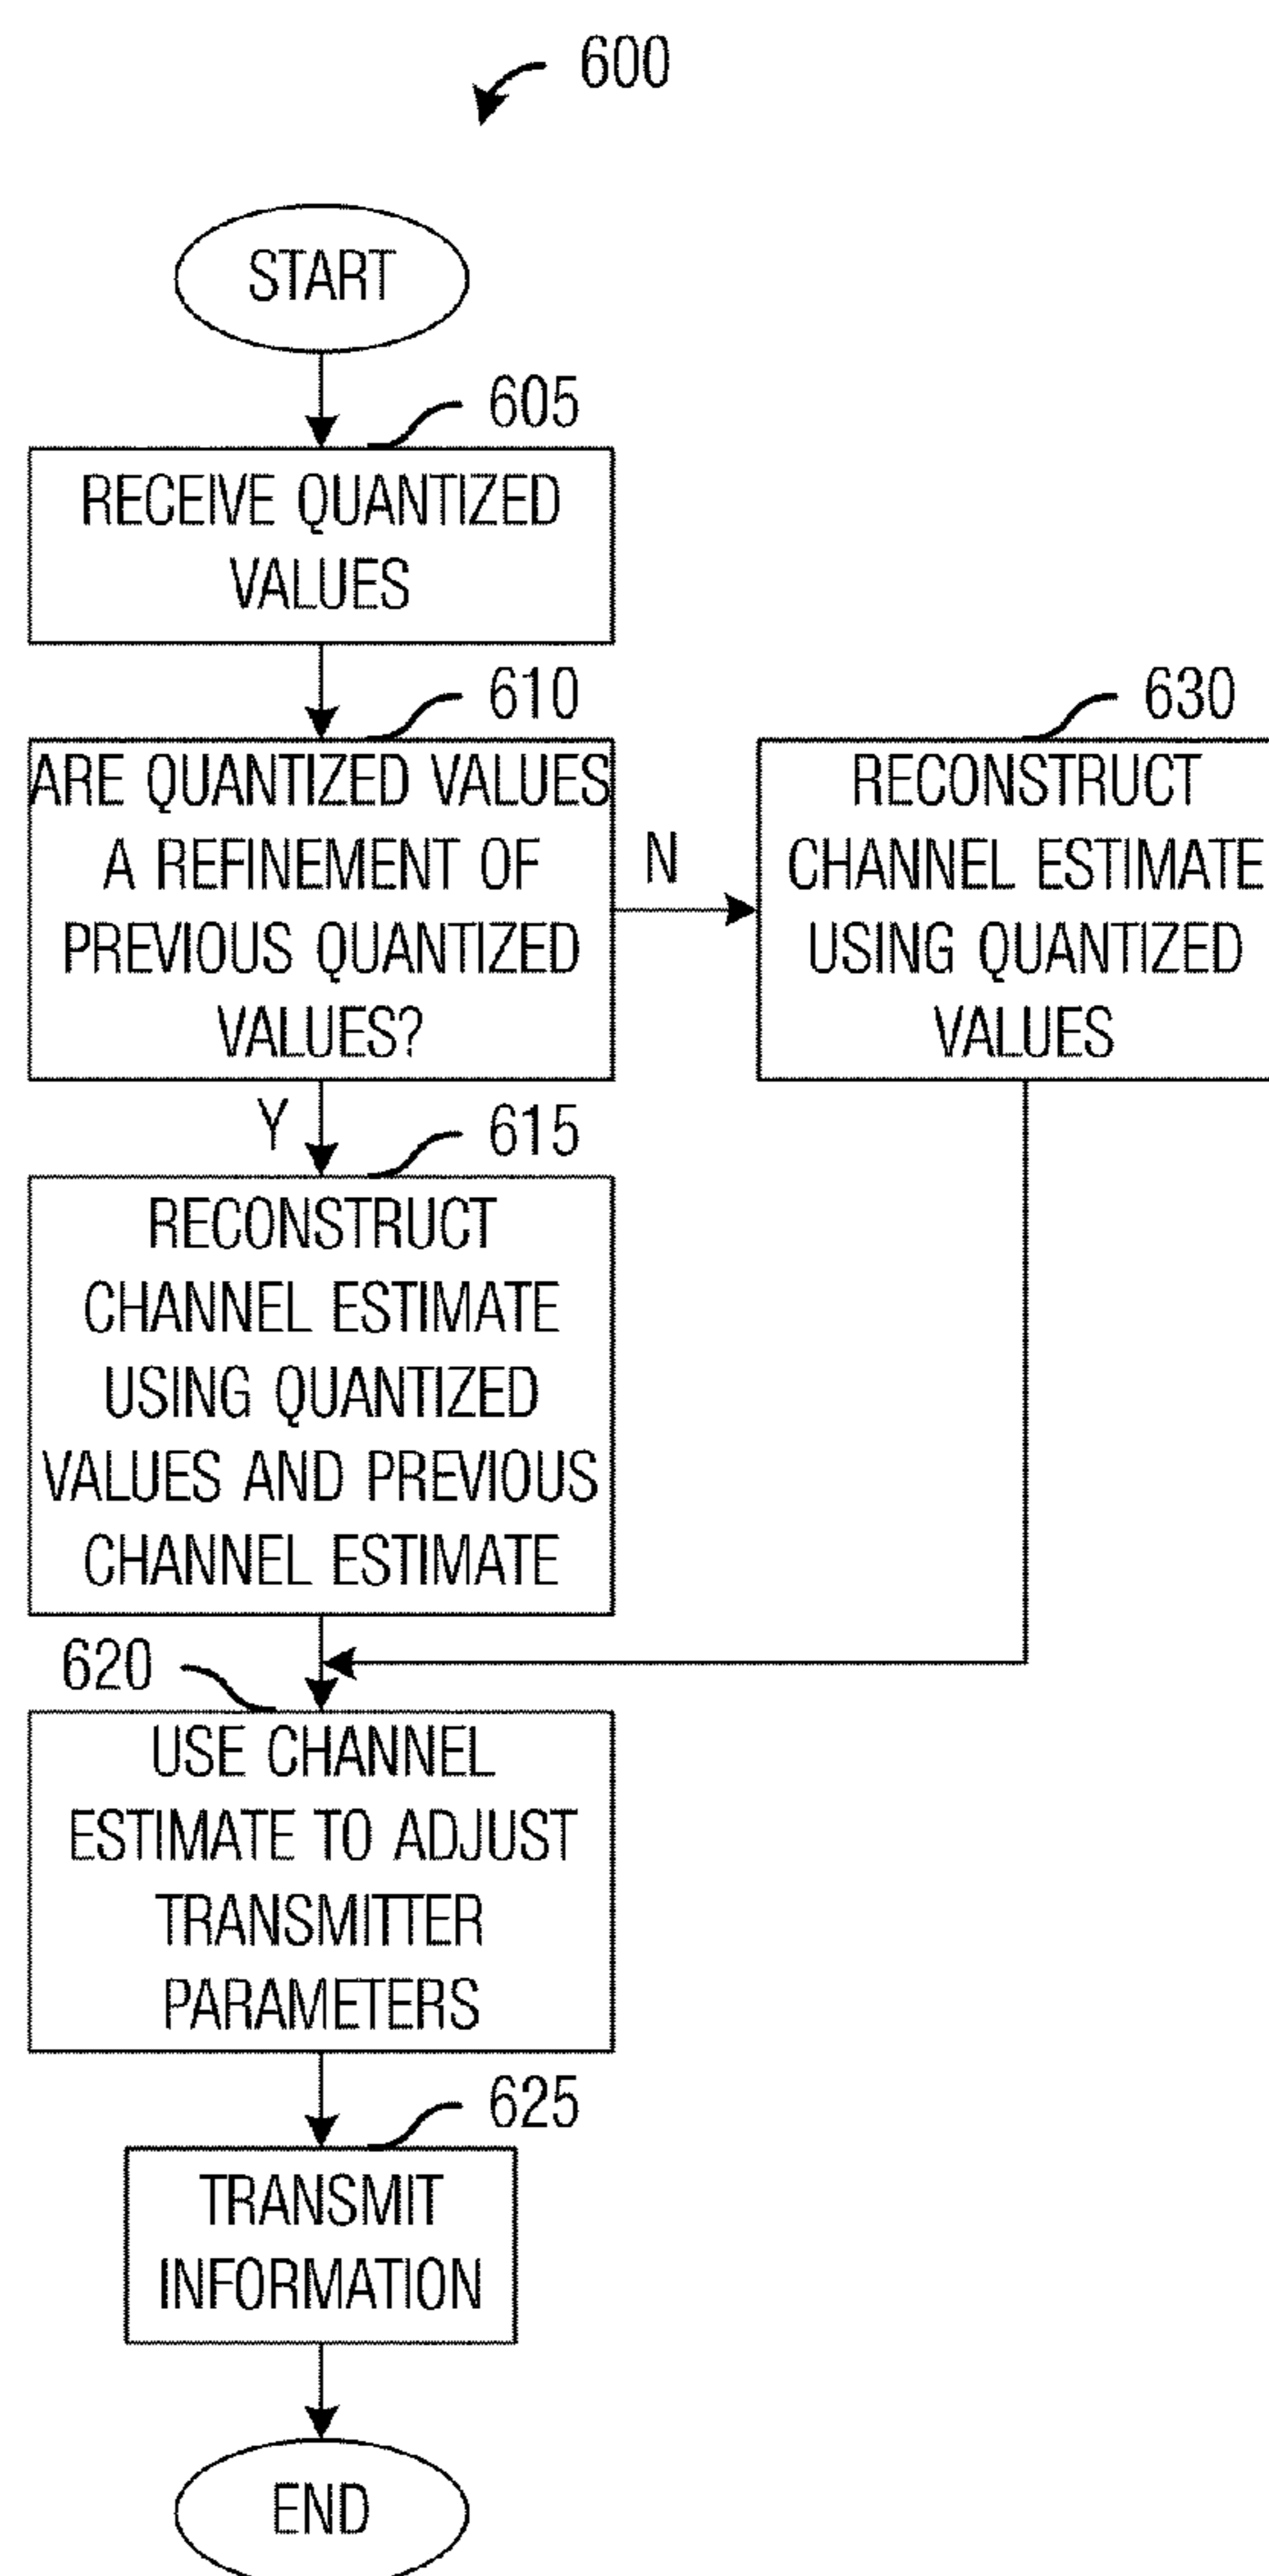 600
START
605
RECEIVE QUANTIZED
VALUES
610
ARE QUANTIZED VALUES
A REFINEMENT OF
PREVIOUS QUANTIZED
VALUES?
N
630
RECONSTRUCT
CHANNEL ESTIMATE
USING QUANTIZED
VALUES
Y
615
RECONSTRUCT
CHANNEL ESTIMATE
USING QUANTIZED
VALUES AND PREVIOUS
CHANNEL ESTIMATE
620
USE CHANNEL
ESTIMATE TO ADJUST
TRANSMITTER
PARAMETERS
625
TRANSMIT
INFORMATION
END